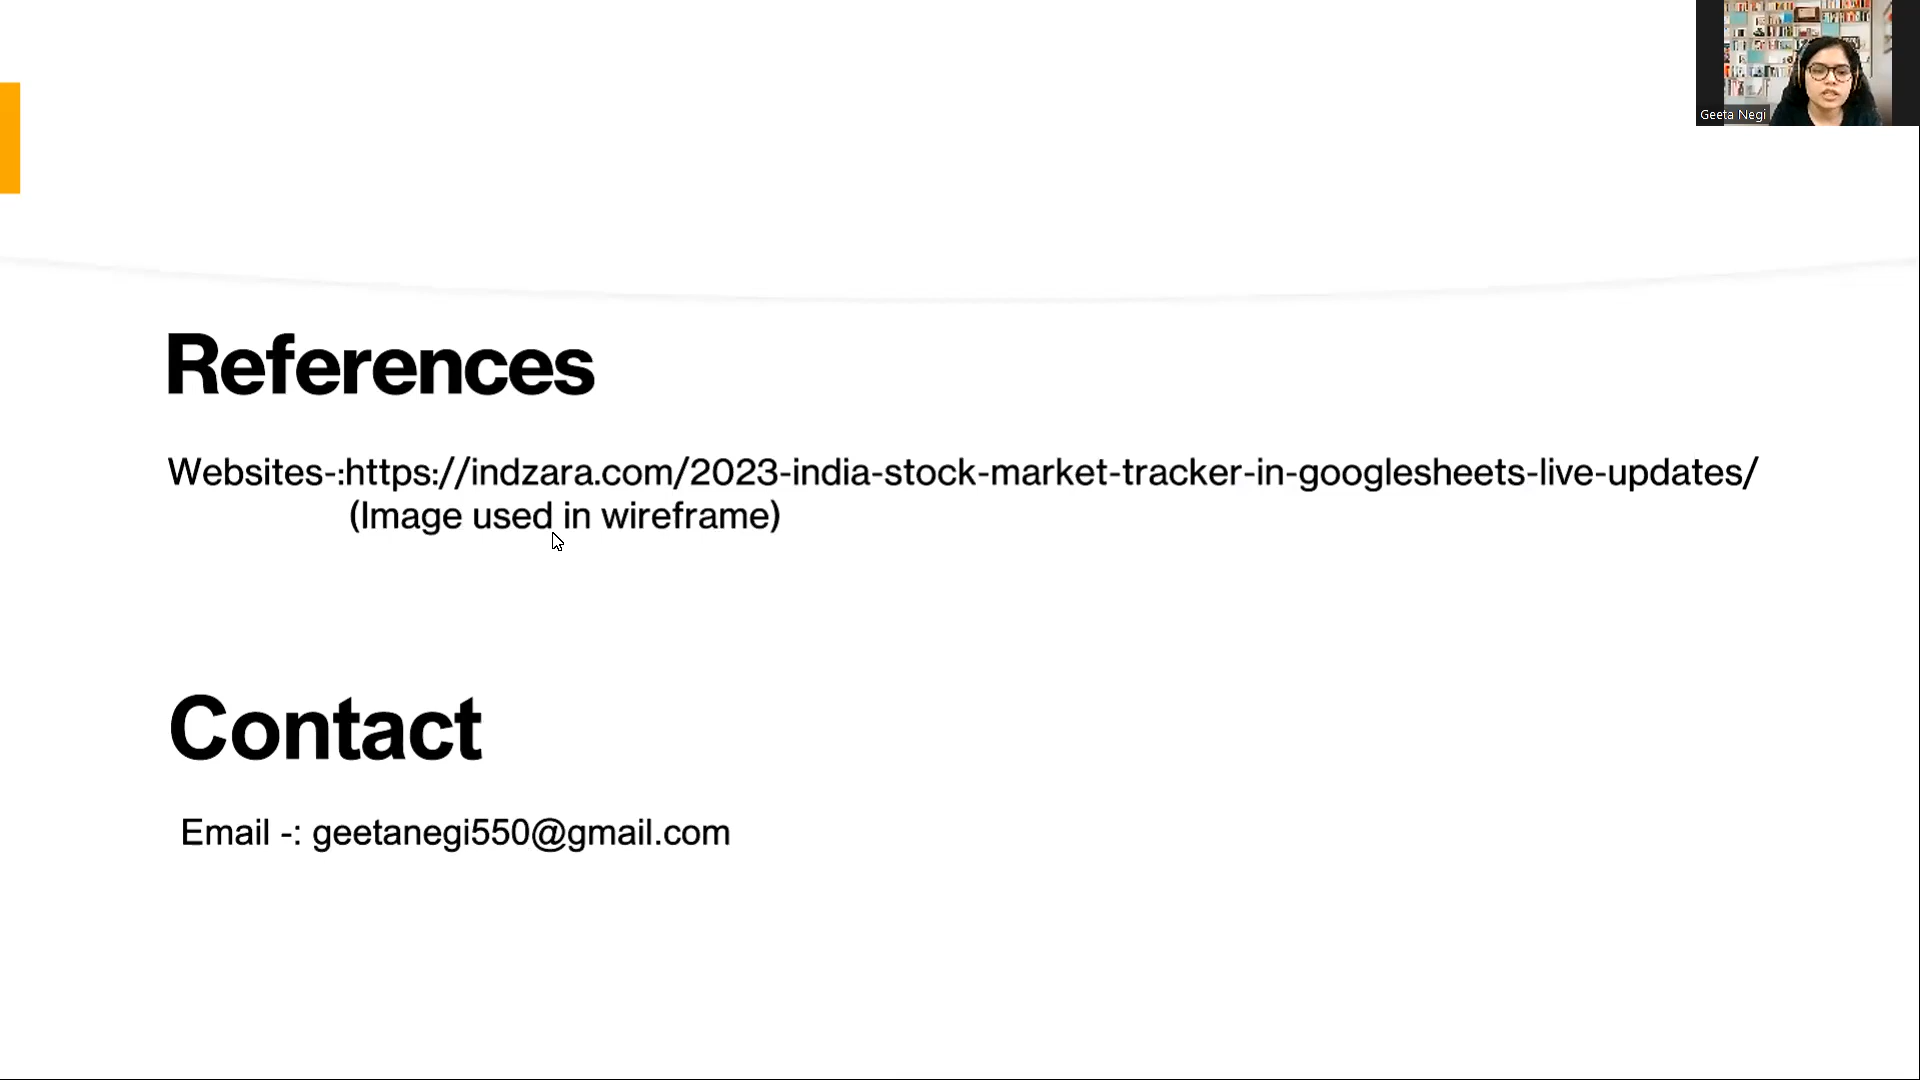 Geeta Negi
References
Websites-:https://indzara.com/2023-india-stock-market-tracker-in-googlesheets-live-updates/
(Image used in wireframe)
Contact
Email -: geetanegi550@gmail.com